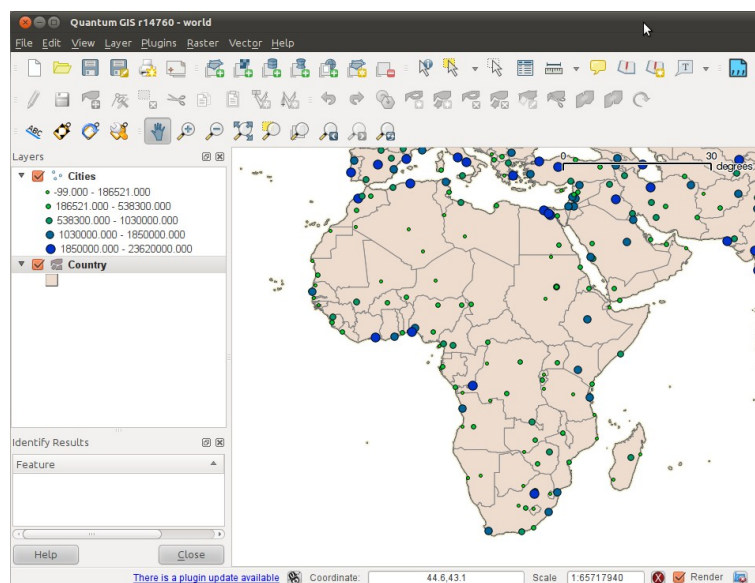 Quantum GIS r14760 - world
File Edit View Layer Plugins Raster Vector Help
Layers
Cities
-99.000 - 186521.000
186521.000 - 538300.000
538300.000 - 1030000.000
1030000.000 - 1850000.000
1850000.000 - 23620000.000
Country
0 30
degrees
ABC
T
Identify Results
Feature
Help Close
There is a plugin update available Coordinate: 44.6,43.1 Scale 1:65717940 Render